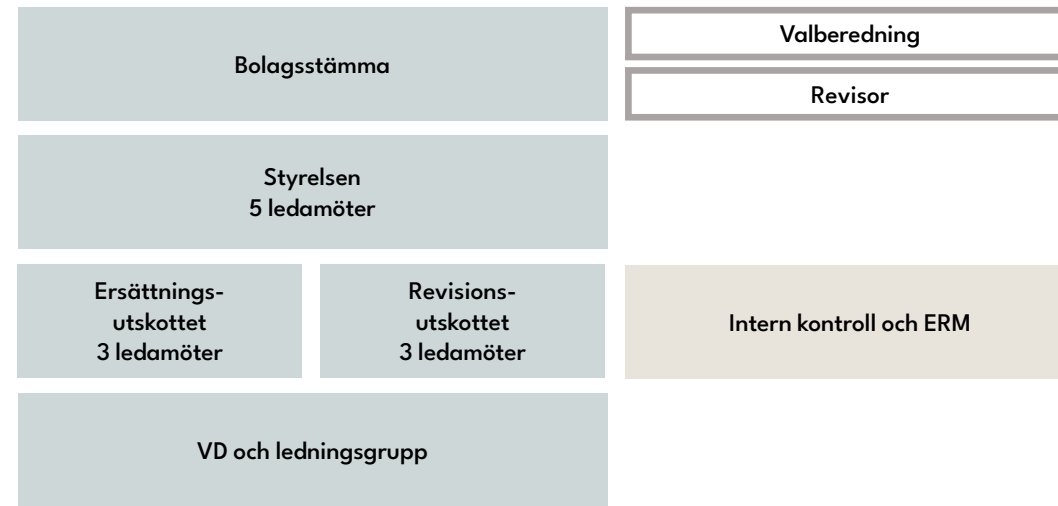 Bolagsstämma
Valberedning
Revisor
Styrelsen
5 ledamöter
Ersättnings-
utskottet
3 ledamöter
Revisions-
utskottet
3 ledamöter
Intern kontroll och ERM
VD och ledningsgrupp